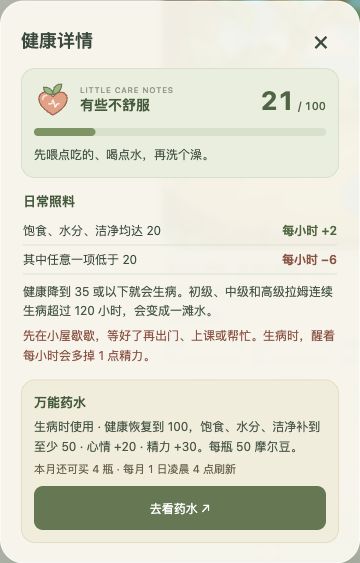 健康详情
LITTLE CARE NOTES
有些不舒服
21 / 100
先喂点吃的、喝点水，再洗个澡。
日常照料
饱食、水分、洁净均达 20 每小时 +2
其中任意一项低于 20 每小时 −6
健康降到 35 或以下就会生病。初级、中级和高级拉姆连续
生病超过 120 小时，会变成一滩水。
先在小屋歇歇，等好了再出门、上课或帮忙。生病时，醒着
每小时会多掉 1 点精力。
万能药水
生病时使用 · 健康恢复到 100，饱食、水分、洁净补到
至少 50 · 心情 +20 · 精力 +30。每瓶 50 摩尔豆。
本月还可买 4 瓶 · 每月 1 日凌晨 4 点刷新
去看药水 ↗